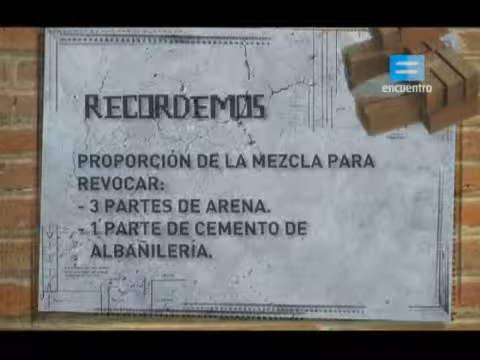 encuentro
RECORDEMOS
PROPORCIÓN DE LA MEZCLA PARA
REVOCAR:
- 3 PARTES DE ARENA.
- 1 PARTE DE CEMENTO DE
ALBAÑILERÍA.